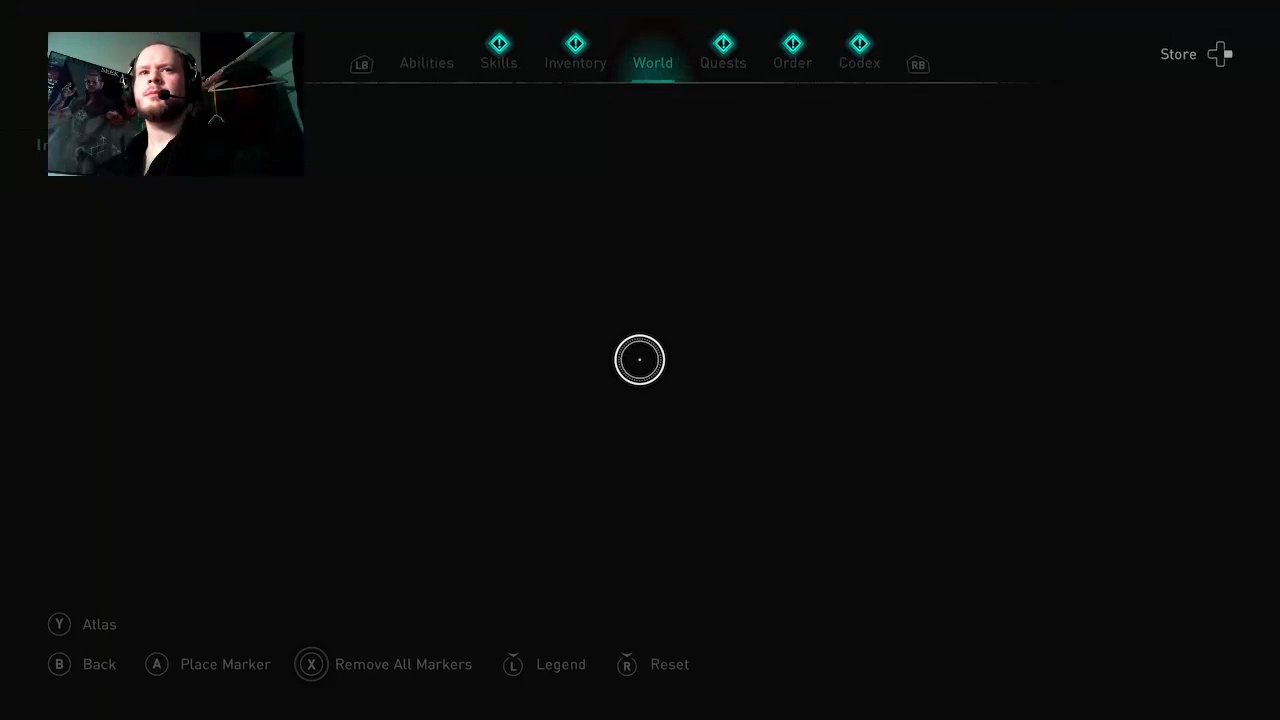 LB Abilities Skills Inventory World Quests Order Codex RB
Store
Y Atlas
B Back A Place Marker X Remove All Markers L Legend R Reset